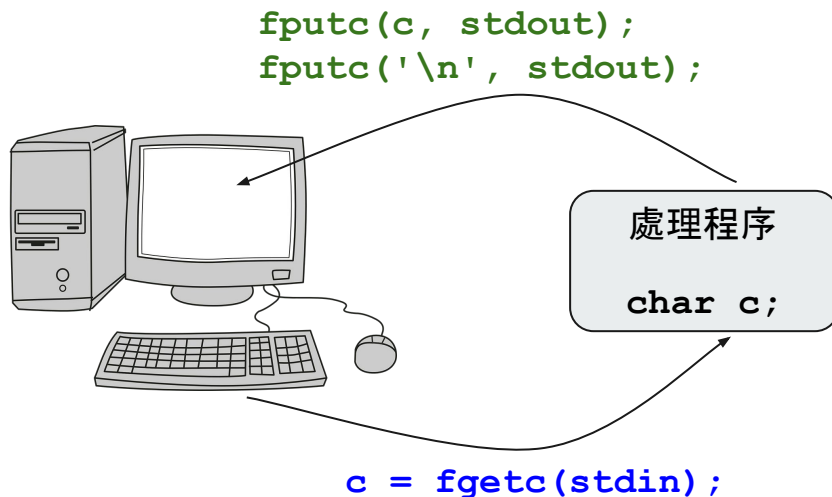 fputc(c, stdout);
fputc('\n', stdout);
處理程序
char c;
c = fgetc(stdin);